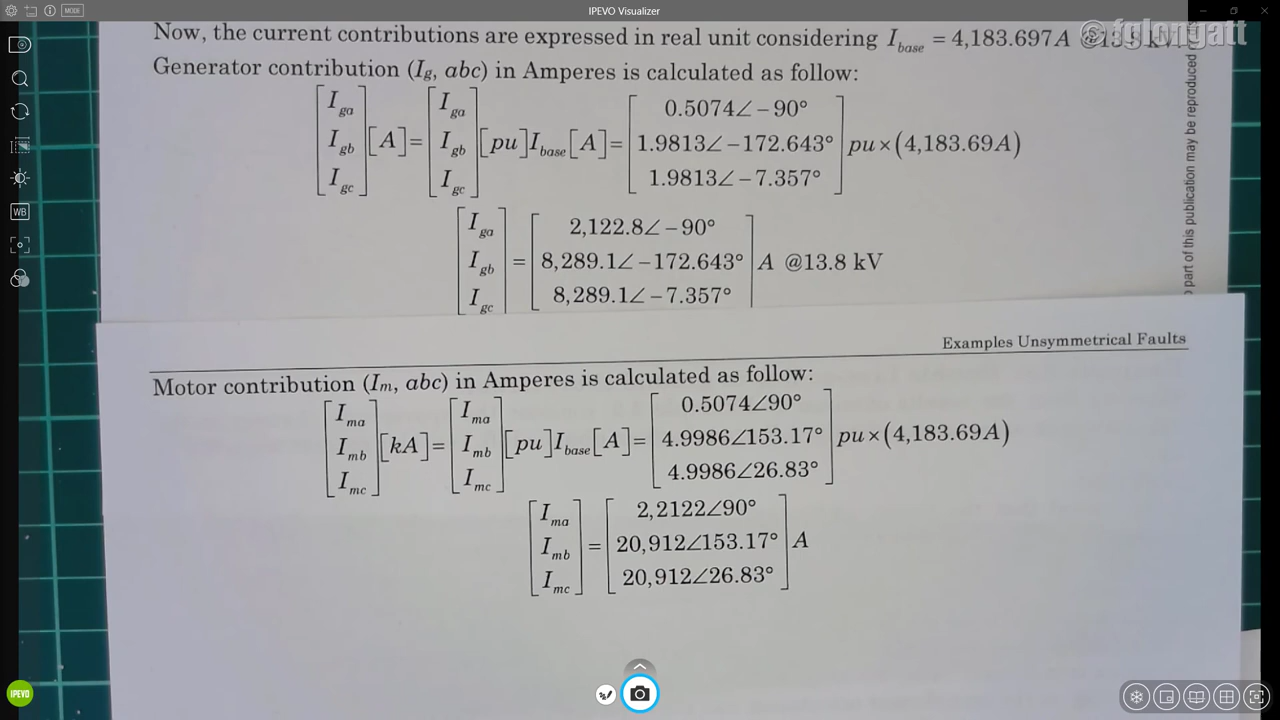 IPEVO Visualizer
MODE
@fglongatt
Now, the current contributions are expressed in real unit considering I_base = 4,183.697A @13.8 kV.
Generator contribution (Ig, abc) in Amperes is calculated as follow:
[I_ga I_gb I_gc] [A] = [I_ga I_gb I_gc] [pu] I_base [A] = [0.5074∠−90° 1.9813∠−172.643° 1.9813∠−7.357°] pu×(4,183.69A)
[I_ga I_gb I_gc] = [2,122.8∠−90° 8,289.1∠−172.643° 8,289.1∠−7.357°] A @13.8 kV
part of this publication may be reproduced
Examples Unsymmetrical Faults
Motor contribution (Im, abc) in Amperes is calculated as follow:
[I_ma I_mb I_mc] [kA] = [I_ma I_mb I_mc] [pu] I_base [A] = [0.5074∠90° 4.9986∠153.17° 4.9986∠26.83°] pu×(4,183.69A)
[I_ma I_mb I_mc] = [2,2122∠90° 20,912∠153.17° 20,912∠26.83°] A
WB
IPEVO